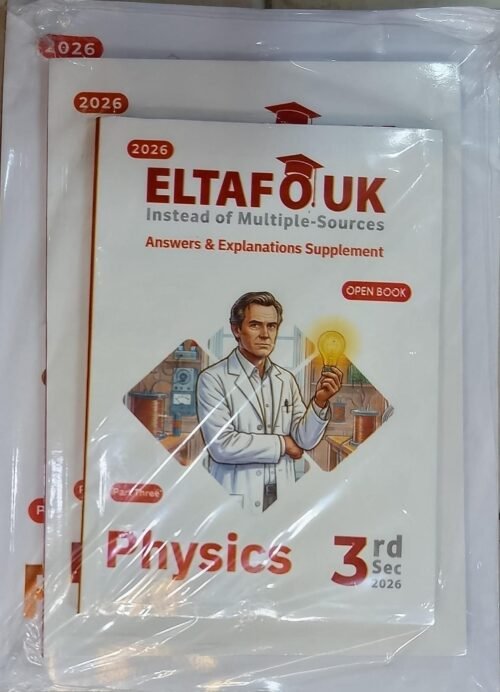 2026
2026
2026
ELTAFOUK
Instead of Multiple-Sources
Answers & Explanations Supplement
OPEN BOOK
Part Three
Physics
3rd
Sec
2026